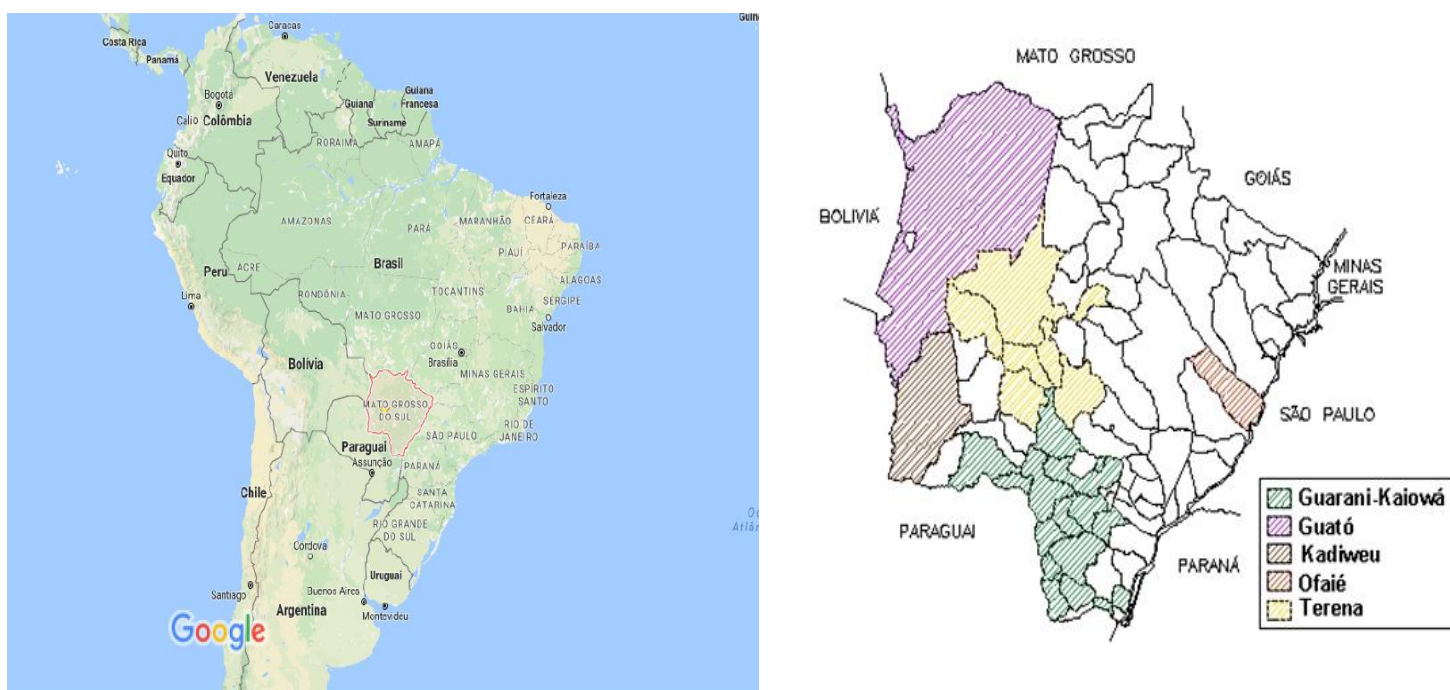 Guine
Caracas
Costa Rica
Panamá
Venezuela
Bogotá
Guiana
Guiana
Francesa
Calio
Colômbia
Suriname
RORAIMA
AMAPÁ
Quito
Equador
Fortaleza
AMAZONAS
PARÁ
MARANHÃO
CEARÁ
PIAUÍ
PARAÍBA
Brasil
ACRE
Peru
ALAGOAS
RONDÔNIA
TOCANTINS
SERGIPE
Lima
BAHIA
MATO GROSSO
Salvador
GOIÁS
Brasília
Bolívia
MINAS GERAIS
ESPÍRITO
SANTO
MATO GROSSO
DO SUL
SÃO PAULO
RIO DE
JANEIRO
Paraguai
Assunção
PARANÁ
Chile
SANTA
CATARINA
RIO GRANDE
DO SUL
Córdova
Uruguai
Santiago
Buenos Aires
Argentina
Montevidéu
Google
MATO GROSSO
GOIÁS
BOLIVIÁ
MINAS
GERAIS
SÃO PAULO
PARAGUAI
PARANÁ
Guarani-Kaiowá
Guató
Kadiweu
Ofaié
Terena